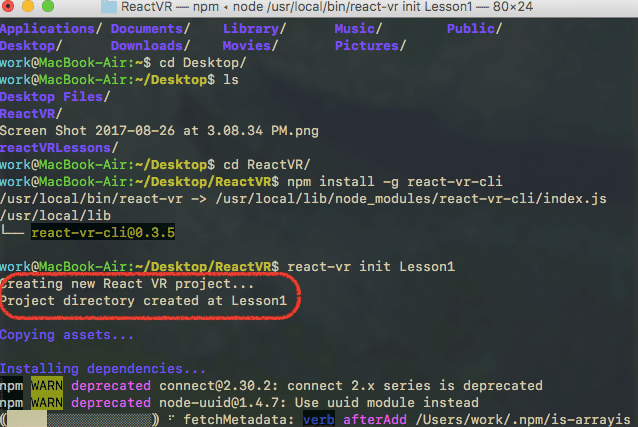 ReactVR — npm ◂ node /usr/local/bin/react-vr init Lesson1 — 80×24
Applications/ Documents/ Library/ Music/ Public/
Desktop/ Downloads/ Movies/ Pictures/
work@MacBook-Air:~$ cd Desktop/
work@MacBook-Air:~/Desktop$ ls
Desktop Files/
ReactVR/
Screen Shot 2017-08-26 at 3.08.34 PM.png
reactVRLessons/
work@MacBook-Air:~/Desktop$ cd ReactVR/
work@MacBook-Air:~/Desktop/ReactVR$ npm install -g react-vr-cli
/usr/local/bin/react-vr -> /usr/local/lib/node_modules/react-vr-cli/index.js
/usr/local/lib
└── react-vr-cli@0.3.5
work@MacBook-Air:~/Desktop/ReactVR$ react-vr init Lesson1
Creating new React VR project...
Project directory created at Lesson1
Copying assets...
Installing dependencies...
npm WARN deprecated connect@2.30.2: connect 2.x series is deprecated
npm WARN deprecated node-uuid@1.4.7: Use uuid module instead
fetchMetadata: verb afterAdd /Users/work/.npm/is-arrayis